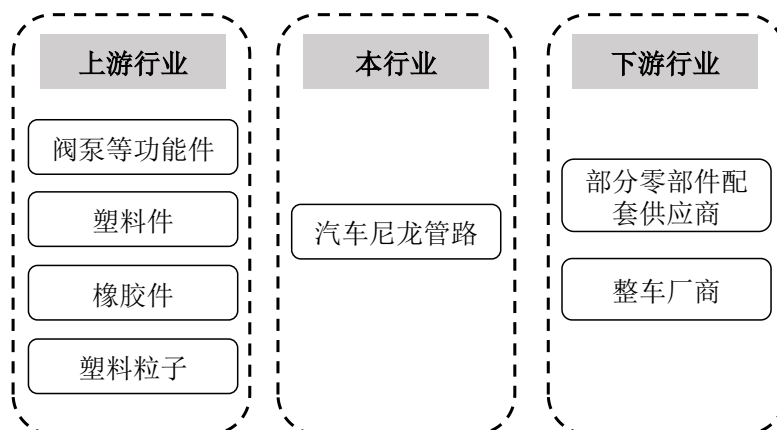 上游行业
阀泵等功能件
塑料件
橡胶件
塑料粒子
本行业
汽车尼龙管路
下游行业
部分零部件配
套供应商
整车厂商